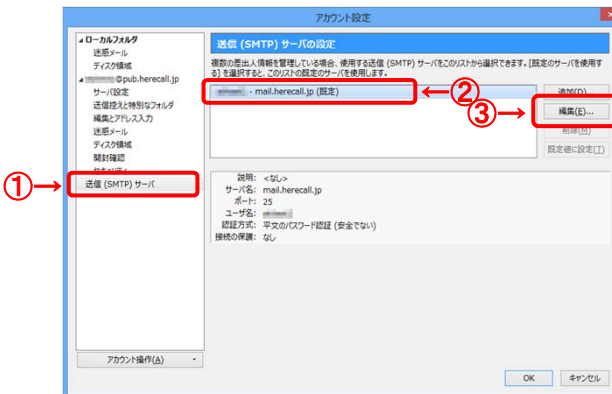 アカウント設定
ローカルフォルダ
迷惑メール
ディスク領域
@pub.herecall.jp
サーバ設定
送信控えと特別なフォルダ
編集とアドレス入力
迷惑メール
ディスク領域
開封確認
セキュリティ
送信 (SMTP) サーバ
アカウント操作(A)
送信 (SMTP) サーバの設定
複数の差出人情報を管理している場合、使用する送信 (SMTP) サーバをこのリストから選択できます。[既定のサーバを使用す
る] を選択すると、このリストの既定のサーバを使用します。
- mail.herecall.jp (既定)
追加(D)...
編集(E)...
削除(M)
既定値に設定(T)
説明: <なし>
サーバ名: mail.herecall.jp
ポート: 25
ユーザ名:
認証方式: 平文のパスワード認証 (安全でない)
接続の保護: なし
OK
キャンセル
①→
←②
③→